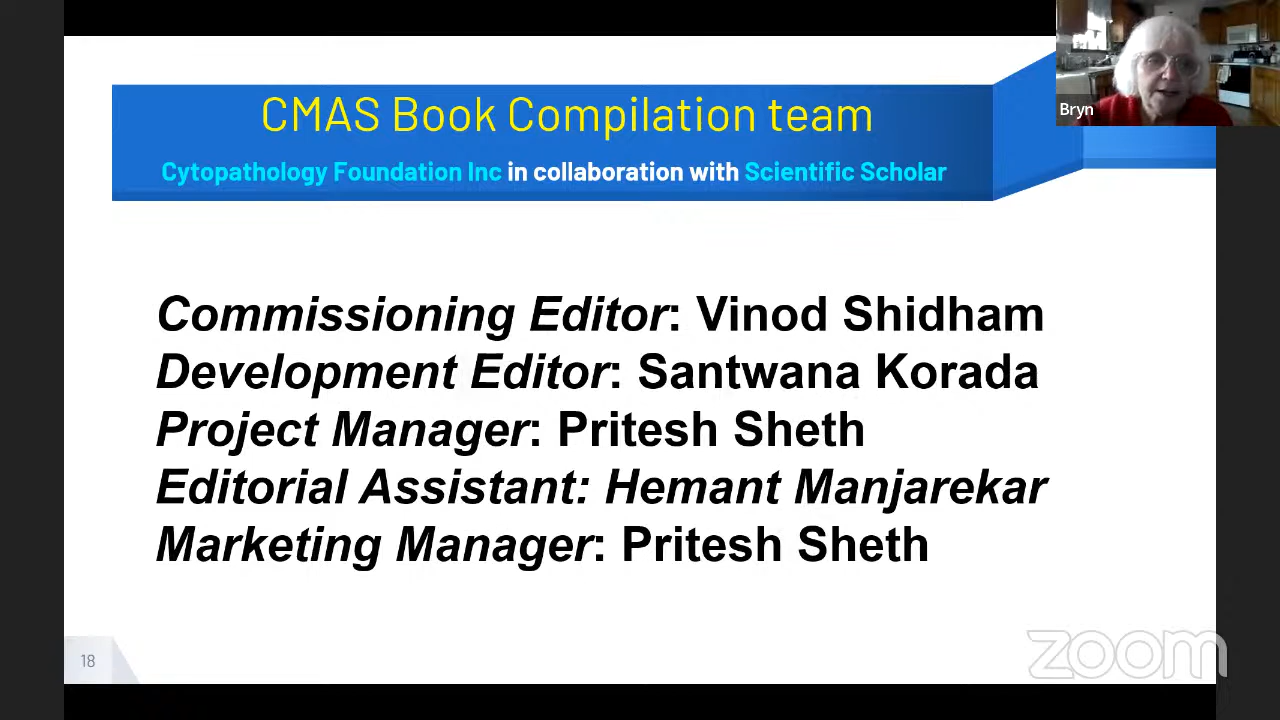 CMAS Book Compilation team
Cytopathology Foundation Inc in collaboration with Scientific Scholar
Bryn
Commissioning Editor: Vinod Shidham
Development Editor: Santwana Korada
Project Manager: Pritesh Sheth
Editorial Assistant: Hemant Manjarekar
Marketing Manager: Pritesh Sheth
18
zoom